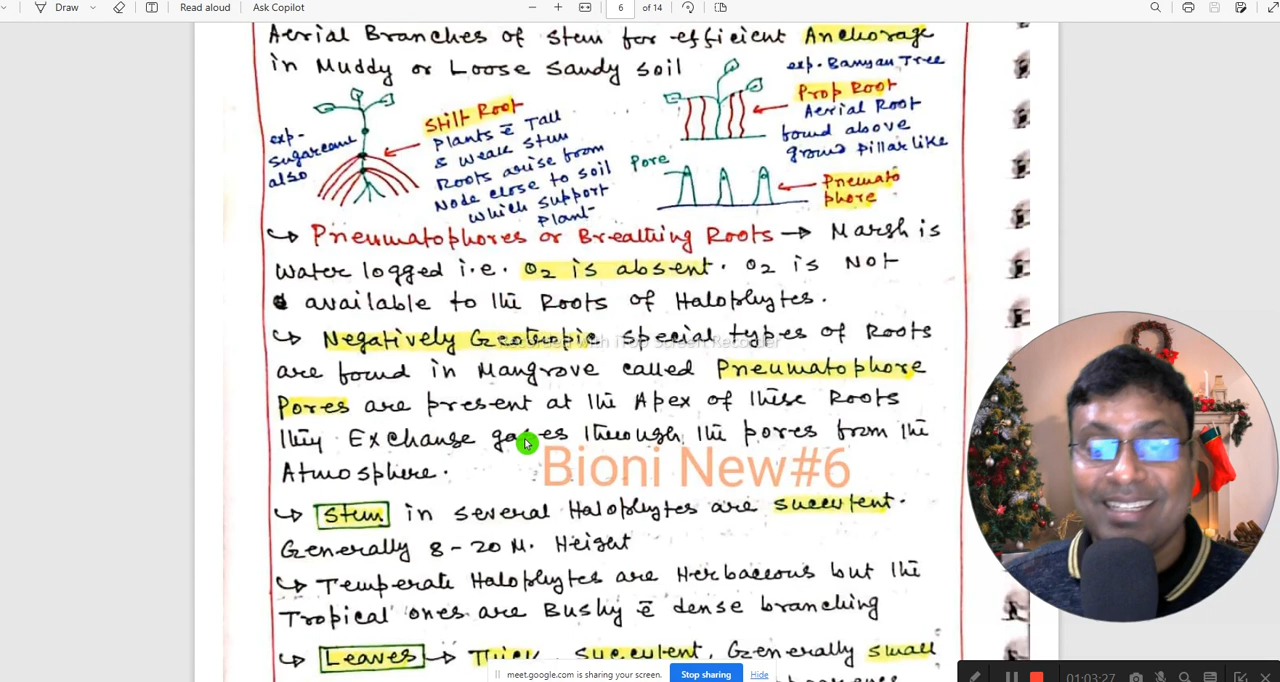 Draw
Read aloud
Ask Copilot
6 of 14
Aerial Branches of stem for efficient Anchorage
in Muddy or Loose Sandy soil
exp-
sugarcane
also
Stilt Root
Plants c̄ Tall
& weak stem
Roots arise from
Node close to soil
which support
plant-
exp. Banyan Tree
Prop Root
Aerial Root
found above
ground pillar like
Pore
Pnemato
phore
↪ Pneumatophores or Breathing Roots → Marsh is
water logged i.e. O₂ is absent. O₂ is Not
available to the Roots of Halophytes.
↪ Negatively Geotropic special types of Roots
are found in Mangrove called Pneumatophore
Pores are present at the Apex of these Roots
they Exchange gases through the pores from the
Atmosphere.
Recorded with iTop Screen Recorder
Bioni New#6
↪ Stem in several Halophytes are succulent.
Generally 8-20 M. Height
↪ Temperate Halophytes are Herbaceous but the
Tropical ones are Bushy c̄ dense branching
↪ Leaves → Thick, succulent, Generally small
meet.google.com is sharing your screen.
Stop sharing
Hide
01:03:27